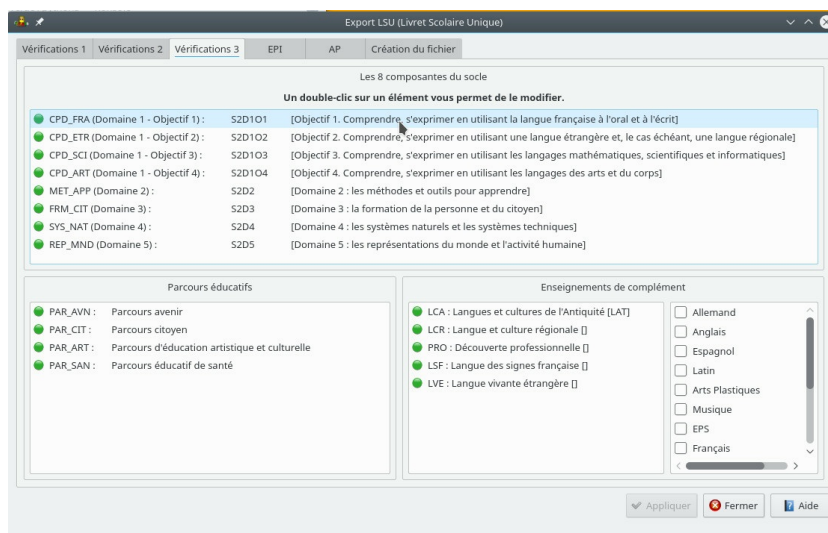 Export LSU (Livret Scolaire Unique)
Vérifications 1 Vérifications 2 Vérifications 3 EPI AP Création du fichier
Les 8 composantes du socle
Un double-clic sur un élément vous permet de le modifier.
CPD_FRA (Domaine 1 - Objectif 1) : S2D1O1 [Objectif 1. Comprendre, s'exprimer en utilisant la langue française à l'oral et à l'écrit]
CPD_ETR (Domaine 1 - Objectif 2) : S2D1O2 [Objectif 2. Comprendre, s'exprimer en utilisant une langue étrangère et, le cas échéant, une langue régionale]
CPD_SCI (Domaine 1 - Objectif 3) : S2D1O3 [Objectif 3. Comprendre, s'exprimer en utilisant les langages mathématiques, scientifiques et informatiques]
CPD_ART (Domaine 1 - Objectif 4) : S2D1O4 [Objectif 4. Comprendre, s'exprimer en utilisant les langages des arts et du corps]
MET_APP (Domaine 2) : S2D2 [Domaine 2 : les méthodes et outils pour apprendre]
FRM_CIT (Domaine 3) : S2D3 [Domaine 3 : la formation de la personne et du citoyen]
SYS_NAT (Domaine 4) : S2D4 [Domaine 4 : les systèmes naturels et les systèmes techniques]
REP_MND (Domaine 5) : S2D5 [Domaine 5 : les représentations du monde et l'activité humaine]
Parcours éducatifs
PAR_AVN : Parcours avenir
PAR_CIT : Parcours citoyen
PAR_ART : Parcours d'éducation artistique et culturelle
PAR_SAN : Parcours éducatif de santé
Enseignements de complément
LCA : Langues et cultures de l'Antiquité [LAT]
LCR : Langue et culture régionale []
PRO : Découverte professionnelle []
LSF : Langue des signes française []
LVE : Langue vivante étrangère []
Allemand
Anglais
Espagnol
Latin
Arts Plastiques
Musique
EPS
Français
Appliquer Fermer Aide